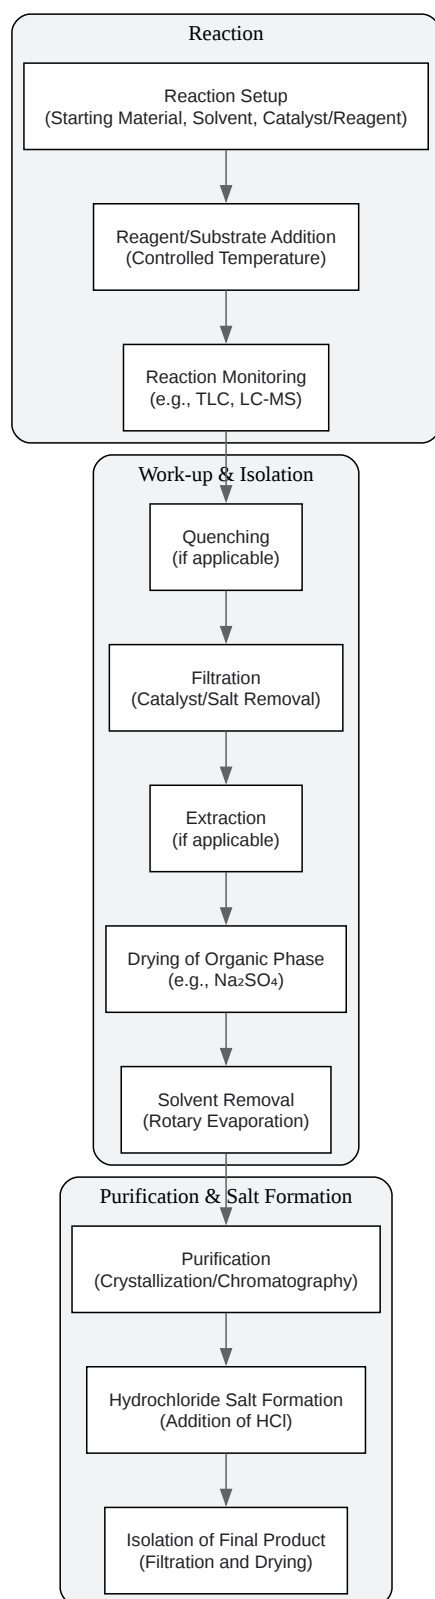 Reaction
Reaction Setup
(Starting Material, Solvent, Catalyst/Reagent)
Reagent/Substrate Addition
(Controlled Temperature)
Reaction Monitoring
(e.g., TLC, LC-MS)
Work-up & Isolation
Quenching
(if applicable)
Filtration
(Catalyst/Salt Removal)
Extraction
(if applicable)
Drying of Organic Phase
(e.g., Na₂SO₄)
Solvent Removal
(Rotary Evaporation)
Purification & Salt Formation
Purification
(Crystallization/Chromatography)
Hydrochloride Salt Formation
(Addition of HCl)
Isolation of Final Product
(Filtration and Drying)